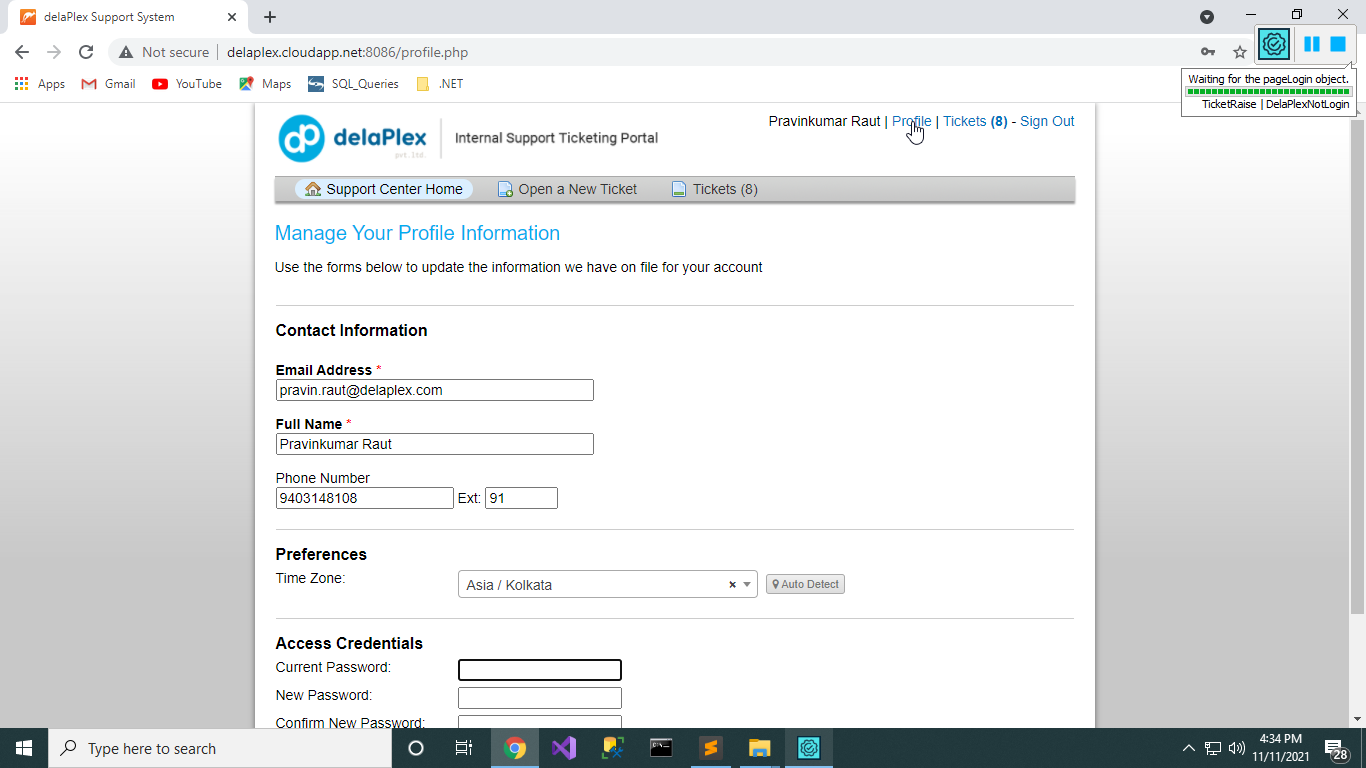 delaPlex Support System
Not secure
delaplex.cloudapp.net:8086/profile.php
Apps
Gmail
YouTube
Maps
SQL_Queries
.NET
Waiting for the pageLogin object.
TicketRaise | DelaPlexNotLogin
dp delaPlex
pvt.ltd.
Internal Support Ticketing Portal
Pravinkumar Raut | Profile | Tickets (8) - Sign Out
Support Center Home
Open a New Ticket
Tickets (8)
Manage Your Profile Information
Use the forms below to update the information we have on file for your account
Contact Information
Email Address *
pravin.raut@delaplex.com
Full Name *
Pravinkumar Raut
Phone Number
9403148108 Ext: 91
Preferences
Time Zone: Asia / Kolkata × Auto Detect
Access Credentials
Current Password:
New Password:
Confirm New Password:
Type here to search
4:34 PM
11/11/2021
28